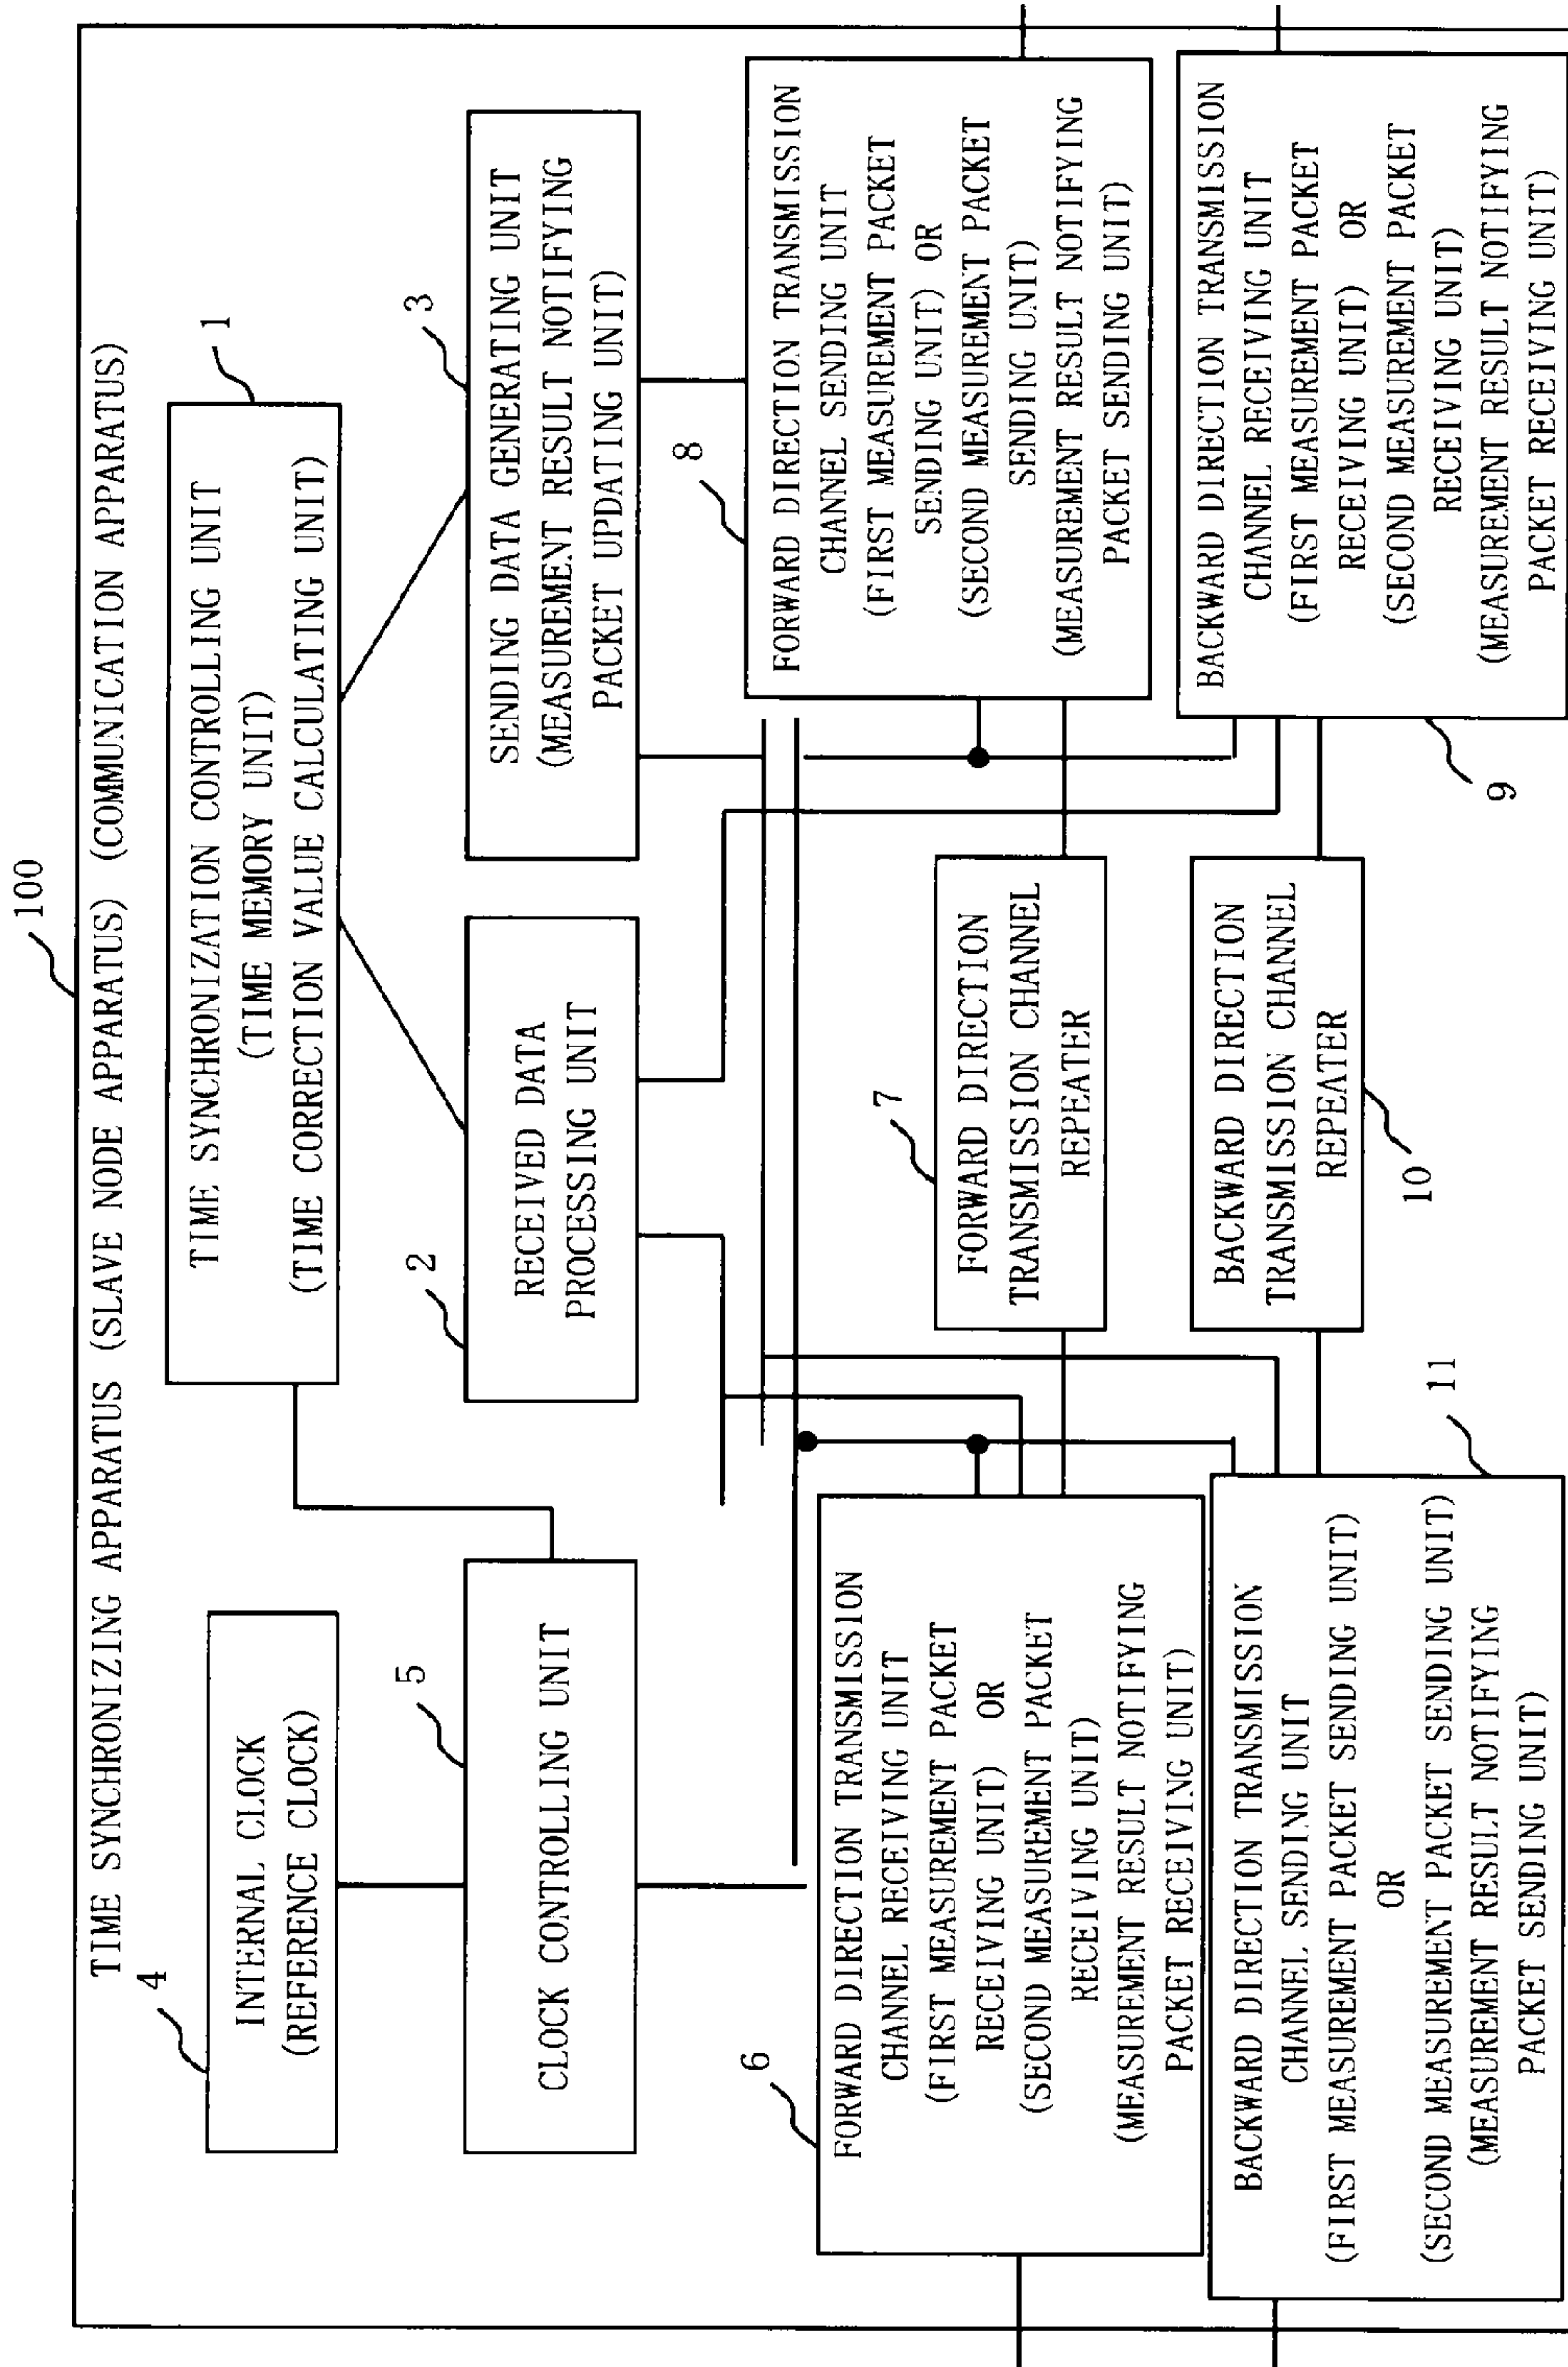 100
TIME SYNCHRONIZING APPARATUS (SLAVE NODE APPARATUS) (COMMUNICATION APPARATUS)
4
INTERNAL CLOCK
(REFERENCE CLOCK)
1
TIME SYNCHRONIZATION CONTROLLING UNIT
(TIME MEMORY UNIT)
(TIME CORRECTION VALUE CALCULATING UNIT)
5
CLOCK CONTROLLING UNIT
2
RECEIVED DATA
PROCESSING UNIT
3
SENDING DATA GENERATING UNIT
(MEASUREMENT RESULT NOTIFYING
PACKET UPDATING UNIT)
6
FORWARD DIRECTION TRANSMISSION
CHANNEL RECEIVING UNIT
(FIRST MEASUREMENT PACKET
RECEIVING UNIT) OR
(SECOND MEASUREMENT PACKET
RECEIVING UNIT)
(MEASUREMENT RESULT NOTIFYING
PACKET RECEIVING UNIT)
7
FORWARD DIRECTION
TRANSMISSION CHANNEL
REPEATER
8
FORWARD DIRECTION TRANSMISSION
CHANNEL SENDING UNIT
(FIRST MEASUREMENT PACKET
SENDING UNIT) OR
(SECOND MEASUREMENT PACKET
SENDING UNIT)
(MEASUREMENT RESULT NOTIFYING
PACKET SENDING UNIT)
BACKWARD DIRECTION TRANSMISSION
CHANNEL SENDING UNIT
(FIRST MEASUREMENT PACKET SENDING UNIT)
OR
(SECOND MEASUREMENT PACKET SENDING UNIT)
(MEASUREMENT RESULT NOTIFYING
PACKET SENDING UNIT)
11
BACKWARD DIRECTION
TRANSMISSION CHANNEL
REPEATER
10
BACKWARD DIRECTION TRANSMISSION
CHANNEL RECEIVING UNIT
(FIRST MEASUREMENT PACKET
RECEIVING UNIT) OR
(SECOND MEASUREMENT PACKET
RECEIVING UNIT)
(MEASUREMENT RESULT NOTIFYING
PACKET RECEIVING UNIT)
9